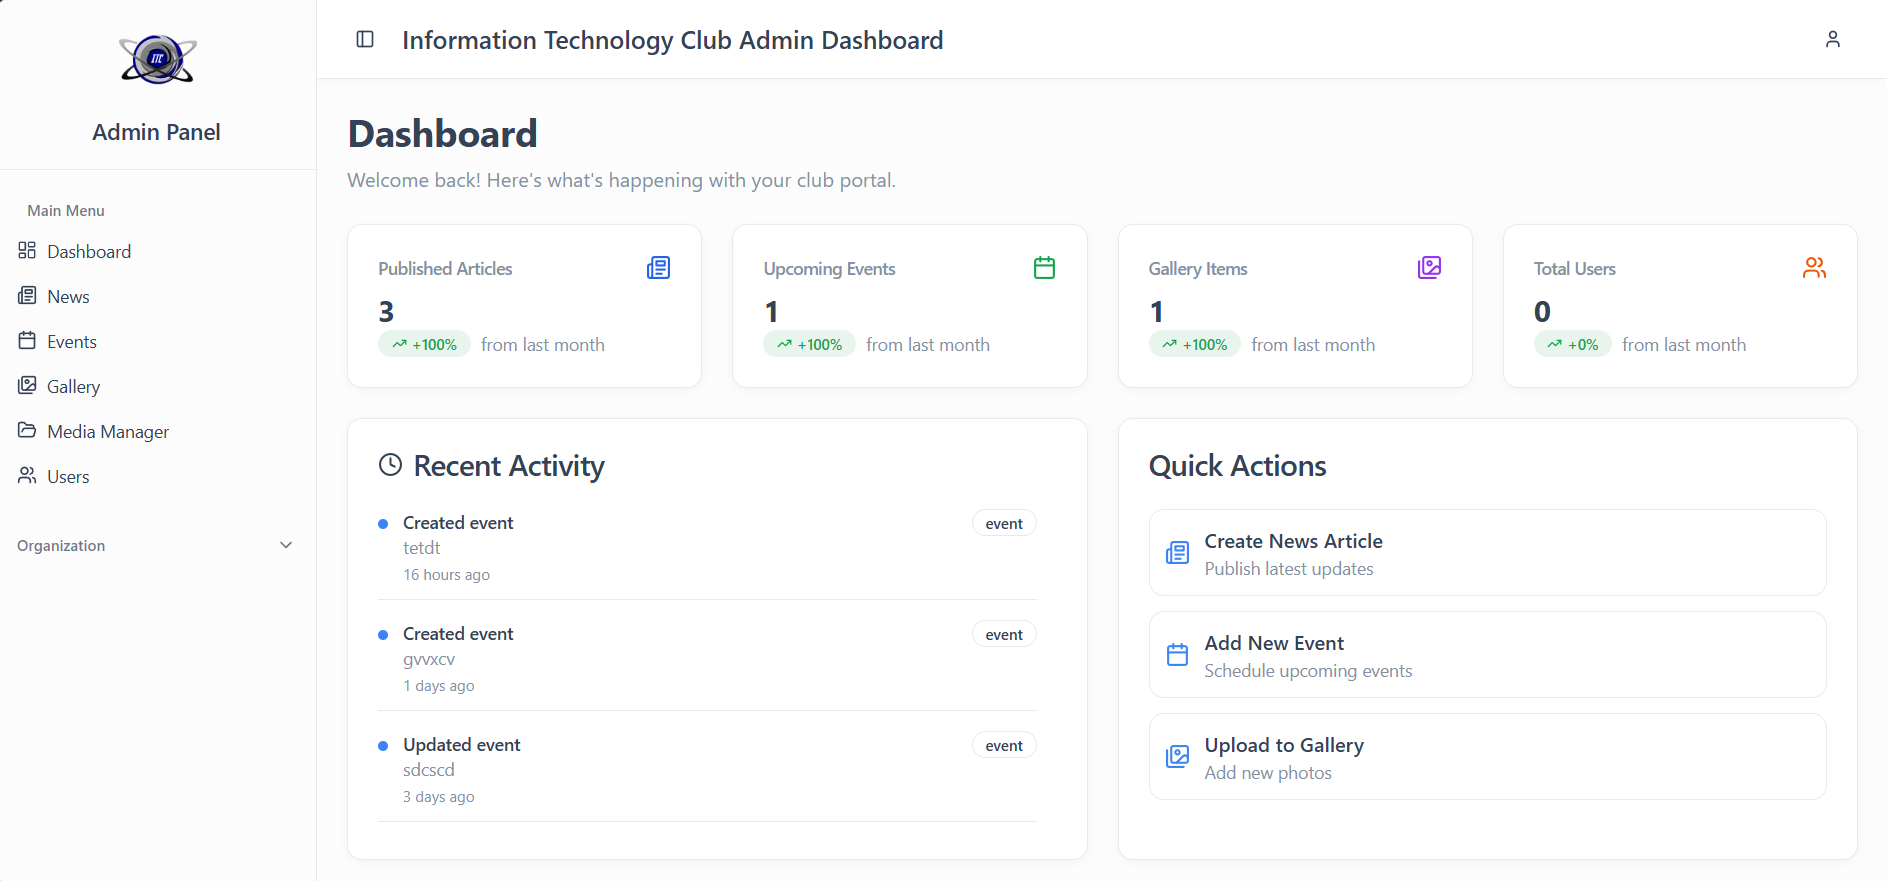 ITC
Admin Panel
Main Menu
Dashboard
News
Events
Gallery
Media Manager
Users
Organization
Information Technology Club Admin Dashboard
Dashboard
Welcome back! Here's what's happening with your club portal.
Published Articles
3
+100% from last month
Upcoming Events
1
+100% from last month
Gallery Items
1
+100% from last month
Total Users
0
+0% from last month
Recent Activity
Created event
event
tetdt
16 hours ago
Created event
event
gvvxcv
1 days ago
Updated event
event
sdcscd
3 days ago
Quick Actions
Create News Article
Publish latest updates
Add New Event
Schedule upcoming events
Upload to Gallery
Add new photos